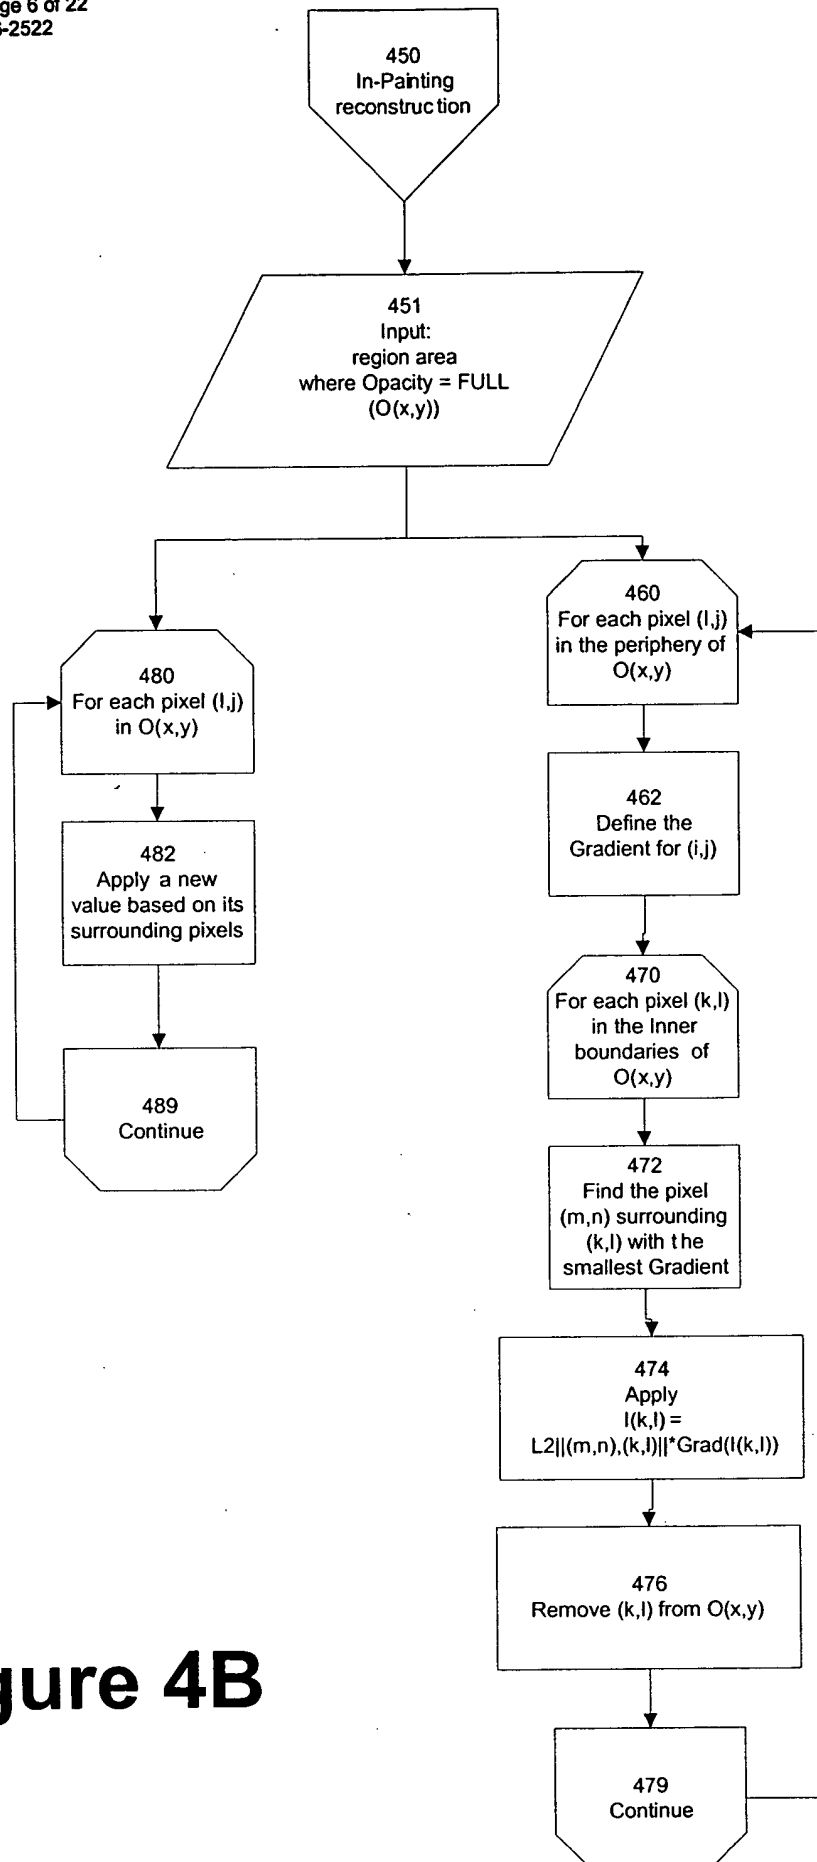 ge 6 of 22
-2522
450
In-Painting
reconstruction
451
Input:
region area
where Opacity = FULL
(O(x,y))
480
For each pixel (I,j)
in O(x,y)
482
Apply a new
value based on its
surrounding pixels
489
Continue
460
For each pixel (I,j)
in the periphery of
O(x,y)
462
Define the
Gradient for (i,j)
470
For each pixel (k,l)
in the Inner
boundaries of
O(x,y)
472
Find the pixel
(m,n) surrounding
(k,l) with the
smallest Gradient
474
Apply
I(k,l) =
L2||(m,n),(k,l)||*Grad(I(k,l))
476
Remove (k,l) from O(x,y)
479
Continue
gure 4B